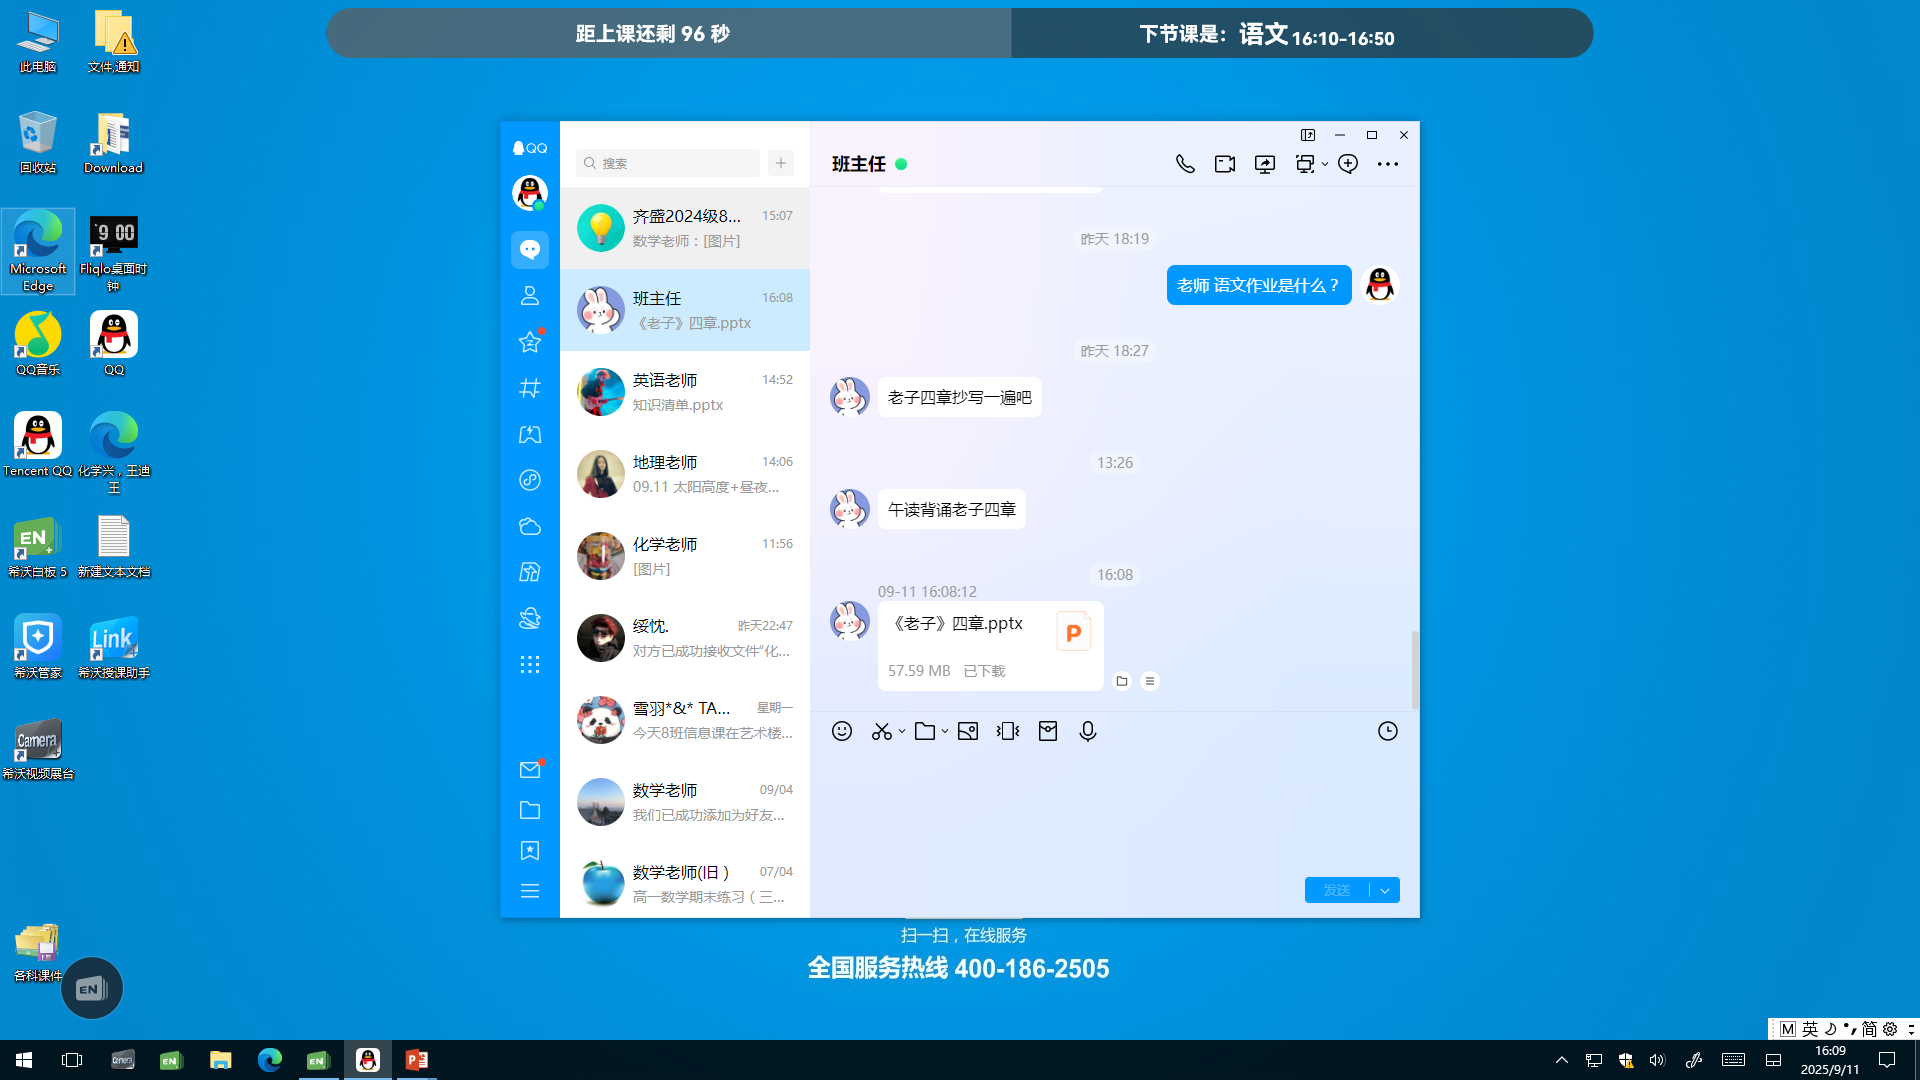 距上课还剩 96 秒
下节课是: 语文 16:10-16:50
此电脑
文件,通知
回收站
Download
Microsoft Edge
9 00
Fliqlo桌面时钟
QQ音乐
QQ
Tencent QQ
化学兴，王迪王
EN
希沃白板 5
新建文本文档
希沃管家
Link
希沃授课助手
Camera
希沃视频展台
各科课件
EN
QQ
搜索
齐盛2024级8...
15:07
数学老师：[图片]
班主任
16:08
《老子》四章.pptx
英语老师
14:52
知识清单.pptx
地理老师
14:06
09.11 太阳高度+昼夜...
化学老师
11:56
[图片]
绥忱.
昨天22:47
对方已成功接收文件“化...
雪羽*&* TA...
星期一
今天8班信息课在艺术楼...
数学老师
09/04
我们已成功添加为好友...
数学老师(旧）
07/04
高一数学期末练习（三...
班主任
昨天 18:19
老师 语文作业是什么？
昨天 18:27
老子四章抄写一遍吧
13:26
午读背诵老子四章
16:08
09-11 16:08:12
《老子》四章.pptx
P
57.59 MB 已下载
发送
扫一扫，在线服务
全国服务热线 400-186-2505
M 英 简
Camera
EN
EN
P
16:09
2025/9/11